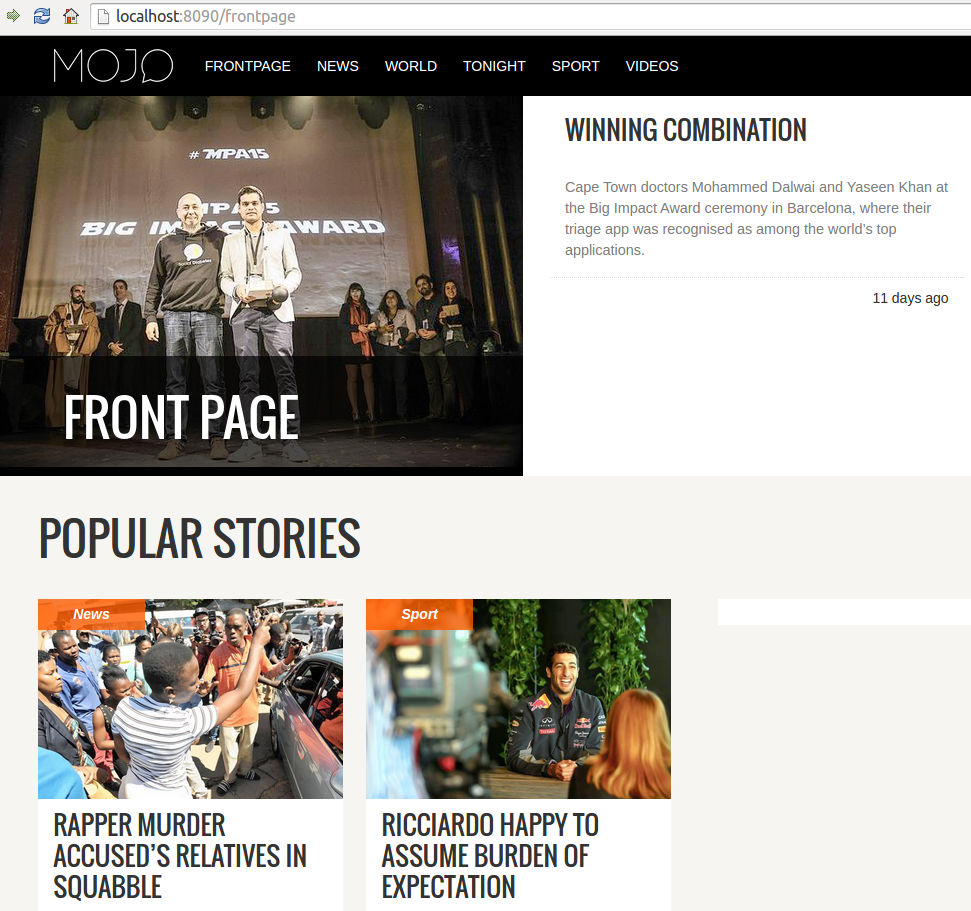 localhost:8090/frontpage
MOJO FRONTPAGE NEWS WORLD TONIGHT SPORT VIDEOS
# MPA15
MPA15
BIG IMPACT AWARD
FRONT PAGE
WINNING COMBINATION
Cape Town doctors Mohammed Dalwai and Yaseen Khan at
the Big Impact Award ceremony in Barcelona, where their
triage app was recognised as among the world’s top
applications.
11 days ago
POPULAR STORIES
News
RAPPER MURDER
ACCUSED’S RELATIVES IN
SQUABBLE
Sport
Red Bull
RICCIARDO HAPPY TO
ASSUME BURDEN OF
EXPECTATION